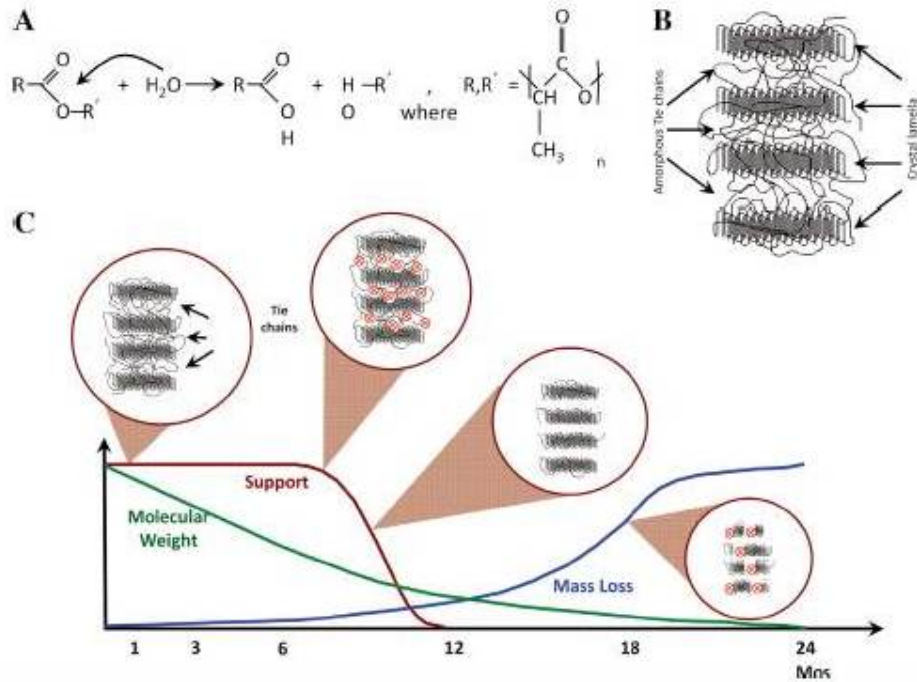 A
B
R O O–R′ + H₂O → R O O H + H O –R′ , where R,R′ = O C CH O CH₃ n
Amorphous Tie chains
Crystal lamella
C
Tie
chains
Support
Molecular
Weight
Mass Loss
1 3 6 12 18 24
Mos